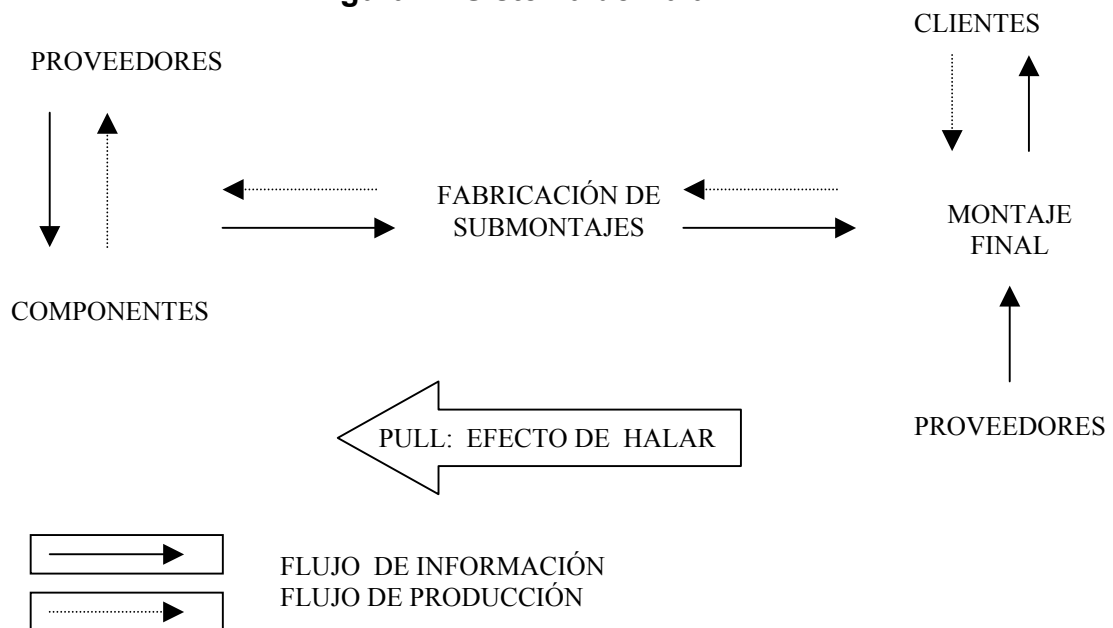 CLIENTES
PROVEEDORES
FABRICACIÓN DE
SUBMONTAJES
MONTAJE
FINAL
COMPONENTES
PULL: EFECTO DE HALAR
PROVEEDORES
FLUJO DE INFORMACIÓN
FLUJO DE PRODUCCIÓN